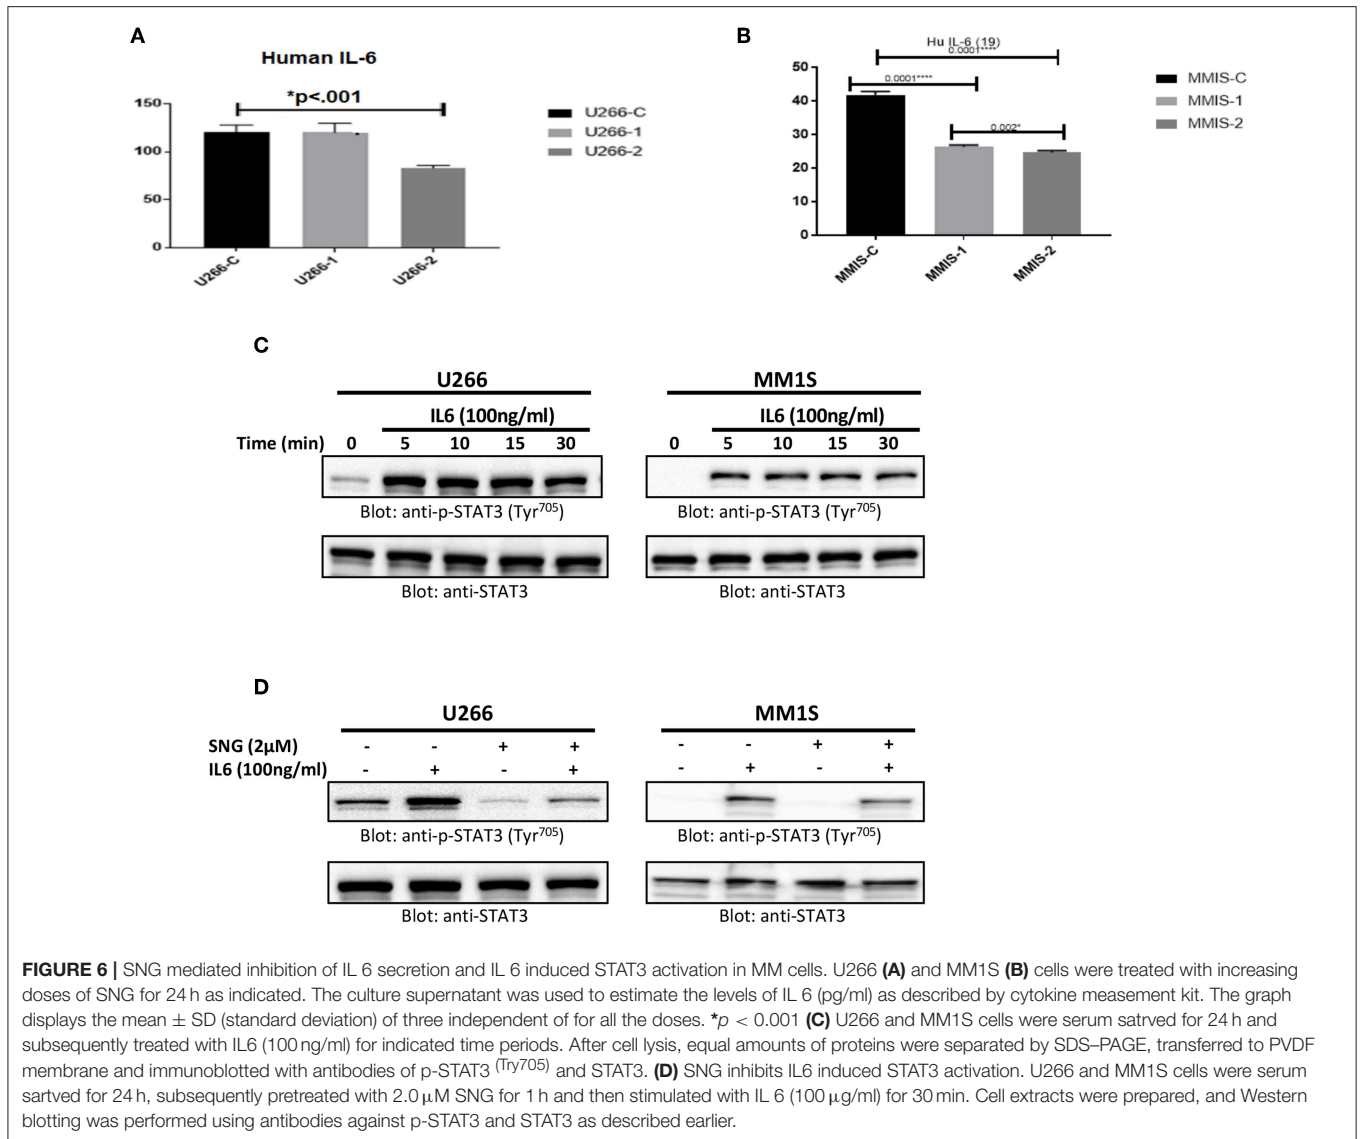 A
Human IL-6
*p<.001
150
100
50
0
U266-C
U266-1
U266-2
U266-C
U266-1
U266-2
B
Hu IL-6 (19)
0.0001****
0.0001****
0.002*
50
40
30
20
10
0
MMIS-C
MMIS-1
MMIS-2
MMIS-C
MMIS-1
MMIS-2
C
U266
IL6 (100ng/ml)
Time (min) 0 5 10 15 30
Blot: anti-p-STAT3 (Tyr705)
Blot: anti-STAT3
MM1S
IL6 (100ng/ml)
0 5 10 15 30
Blot: anti-p-STAT3 (Tyr705)
Blot: anti-STAT3
D
U266
SNG (2µM) - - + +
IL6 (100ng/ml) - + - +
Blot: anti-p-STAT3 (Tyr705)
Blot: anti-STAT3
MM1S
- - + +
- + - +
Blot: anti-p-STAT3 (Tyr705)
Blot: anti-STAT3
FIGURE 6 | SNG mediated inhibition of IL 6 secretion and IL 6 induced STAT3 activation in MM cells. U266 (A) and MM1S (B) cells were treated with increasing
doses of SNG for 24 h as indicated. The culture supernatant was used to estimate the levels of IL 6 (pg/ml) as described by cytokine measement kit. The graph
displays the mean ± SD (standard deviation) of three independent of for all the doses. *p < 0.001 (C) U266 and MM1S cells were serum satrved for 24 h and
subsequently treated with IL6 (100 ng/ml) for indicated time periods. After cell lysis, equal amounts of proteins were separated by SDS–PAGE, transferred to PVDF
membrane and immunoblotted with antibodies of p-STAT3 (Try705) and STAT3. (D) SNG inhibits IL6 induced STAT3 activation. U266 and MM1S cells were serum
sartved for 24 h, subsequently pretreated with 2.0 µM SNG for 1 h and then stimulated with IL 6 (100 µg/ml) for 30 min. Cell extracts were prepared, and Western
blotting was performed using antibodies against p-STAT3 and STAT3 as described earlier.